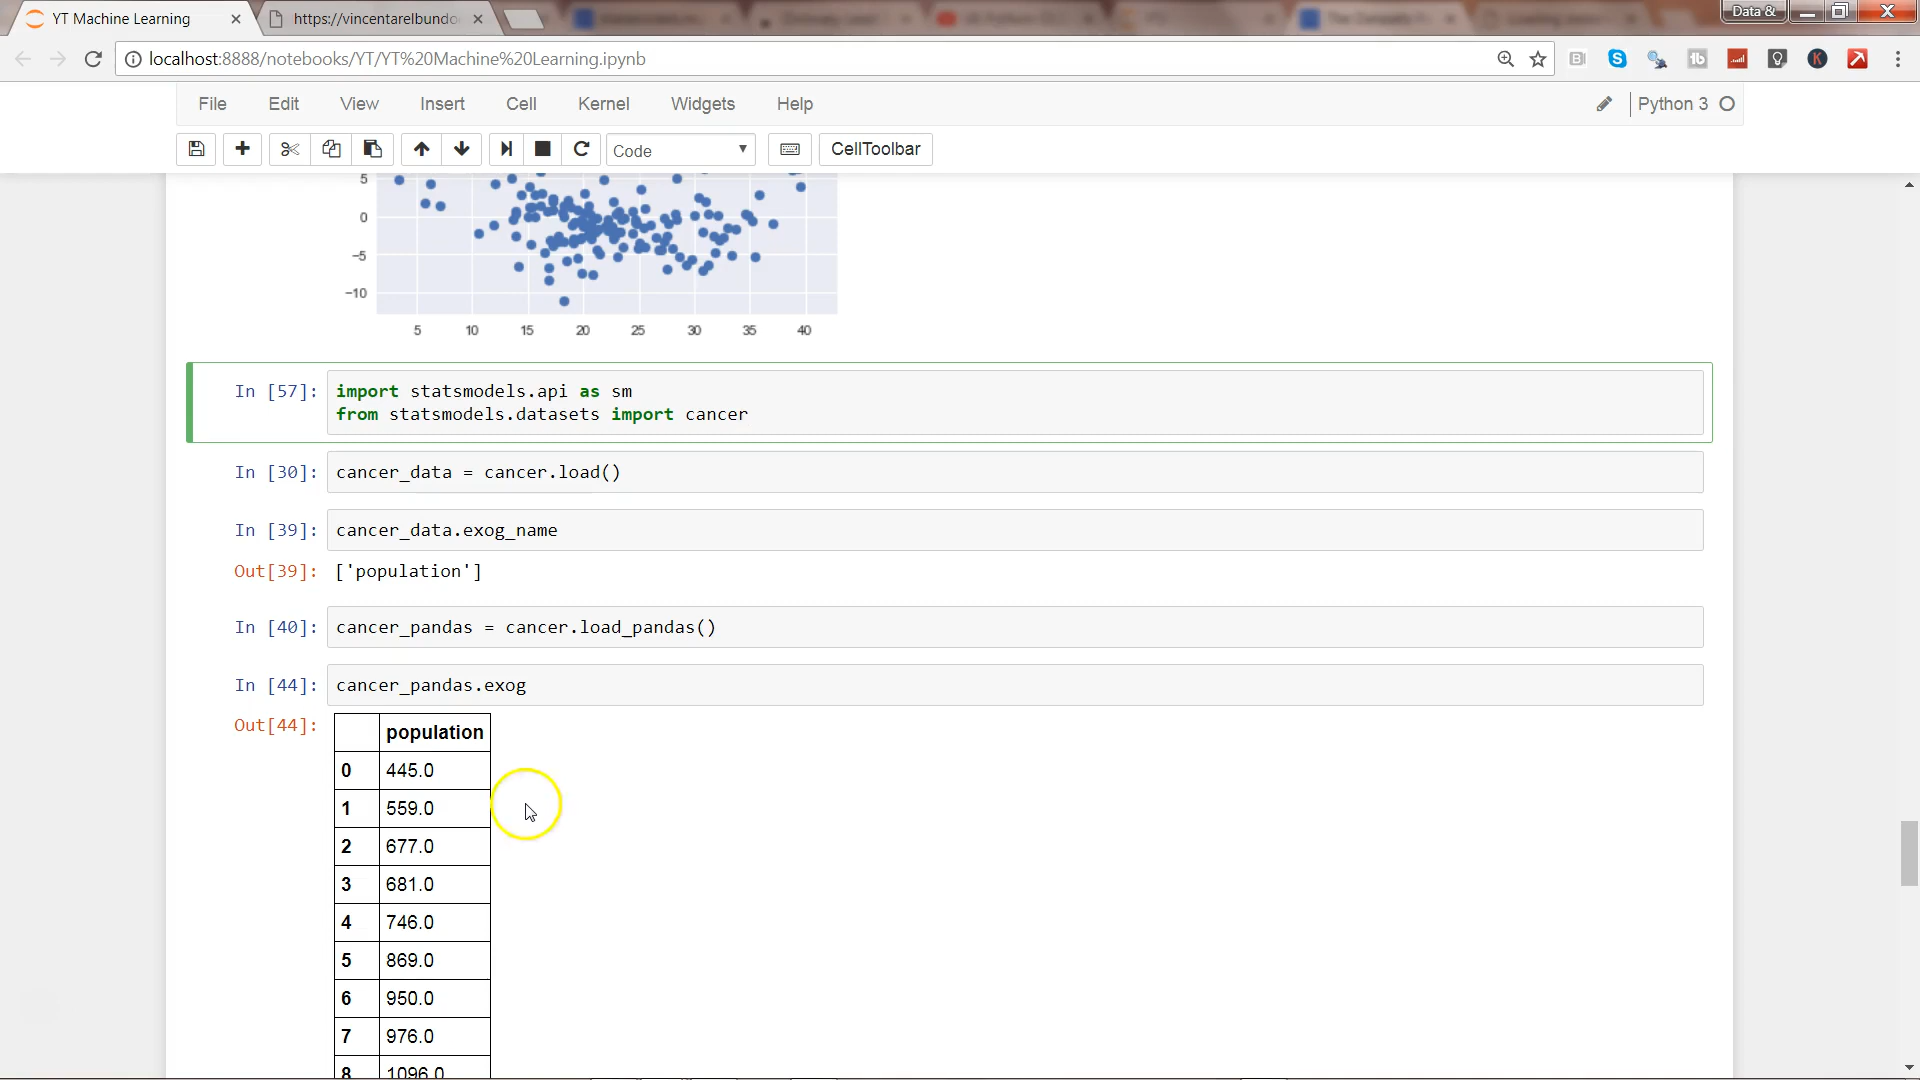 YT Machine Learning
https://vincentarelbundo
Data &
localhost:8888/notebooks/YT/YT%20Machine%20Learning.ipynb
File Edit View Insert Cell Kernel Widgets Help
Python 3
Code
CellToolbar
5
0
−5
−10
5 10 15 20 25 30 35 40
In [57]: import statsmodels.api as sm
from statsmodels.datasets import cancer
In [30]: cancer_data = cancer.load()
In [39]: cancer_data.exog_name
Out[39]: ['population']
In [40]: cancer_pandas = cancer.load_pandas()
In [44]: cancer_pandas.exog
Out[44]:
population
0 445.0
1 559.0
2 677.0
3 681.0
4 746.0
5 869.0
6 950.0
7 976.0
8 1096.0